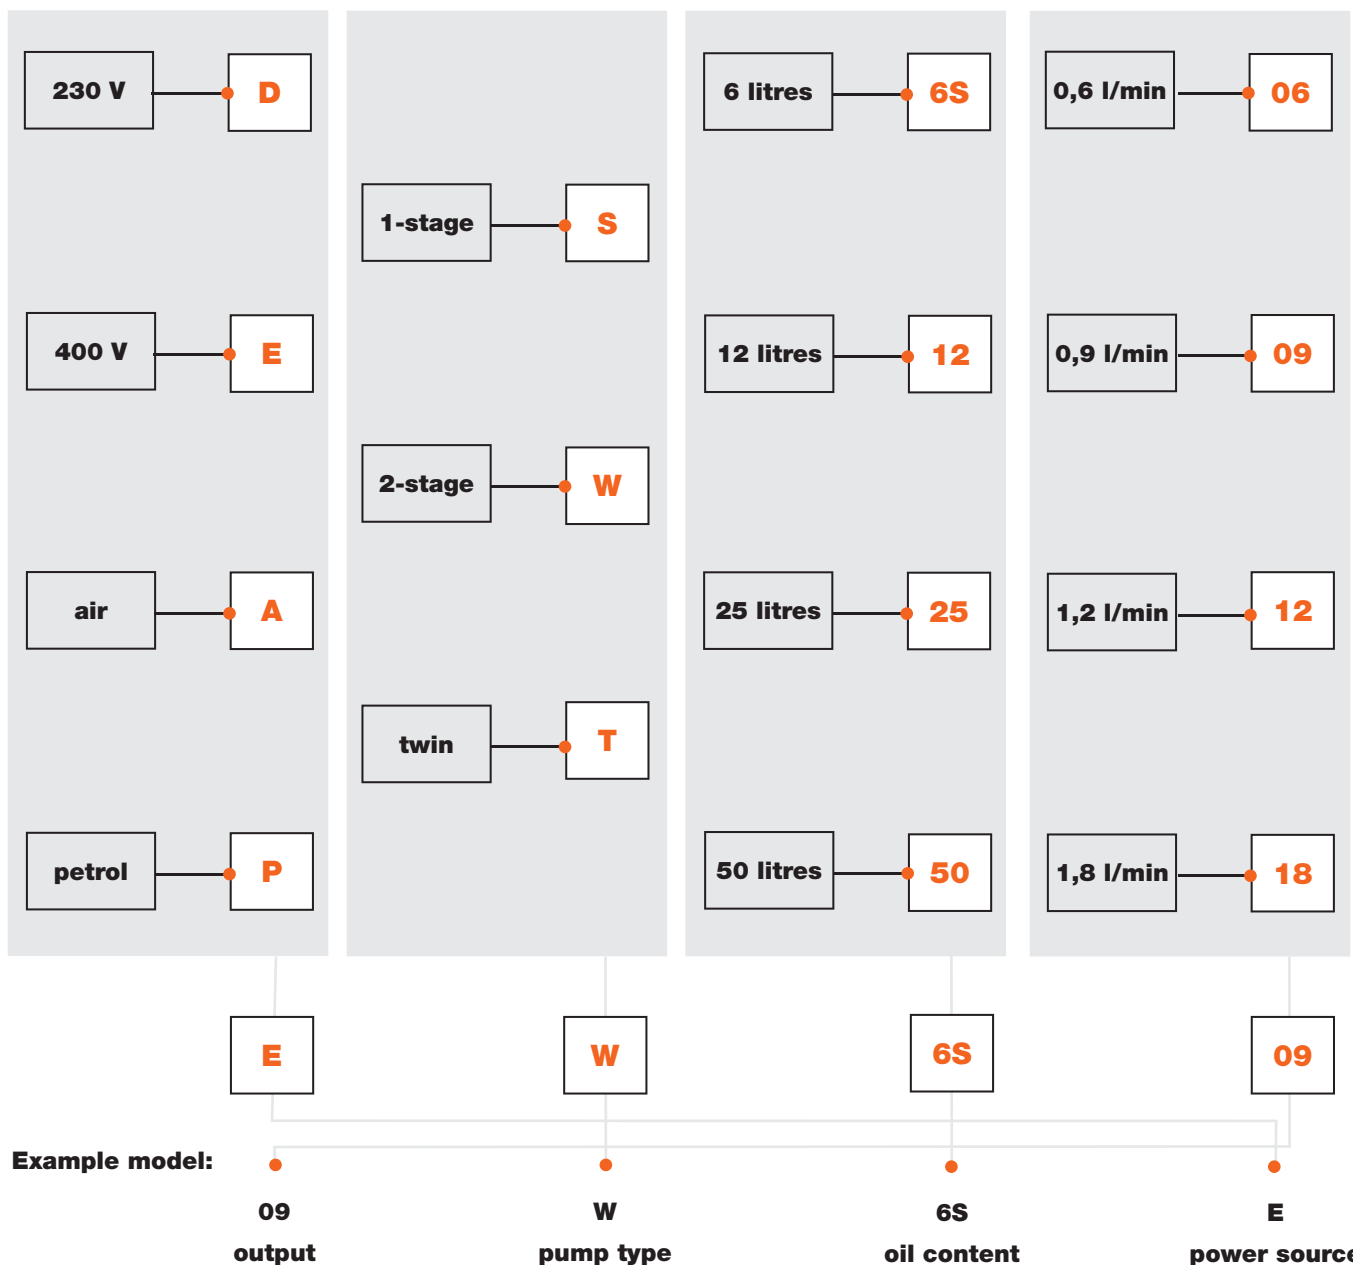 230 V D
6 litres 6S
0,6 l/min 06
1-stage S
400 V E
12 litres 12
0,9 l/min 09
2-stage W
air A
25 litres 25
1,2 l/min 12
twin T
petrol P
50 litres 50
1,8 l/min 18
E W 6S 09
Example model:
09 W 6S E
output pump type oil content power source